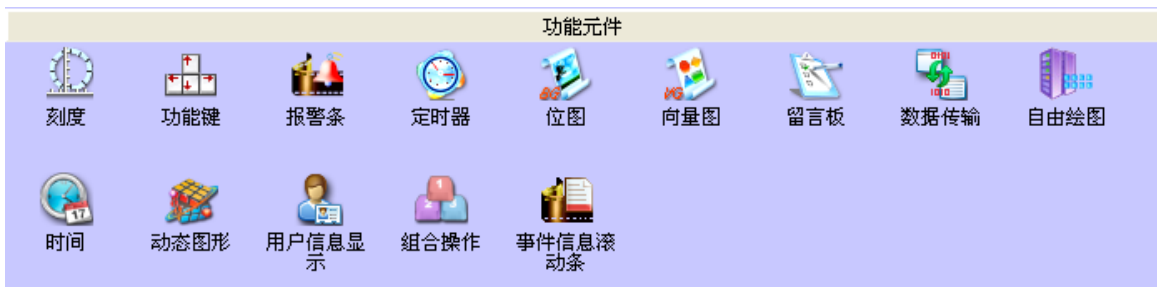 功能元件
刻度 功能键 报警条 定时器 位图 向量图 留言板 数据传输 自由绘图
时间 动态图形 用户信息显示 组合操作 事件信息滚动条